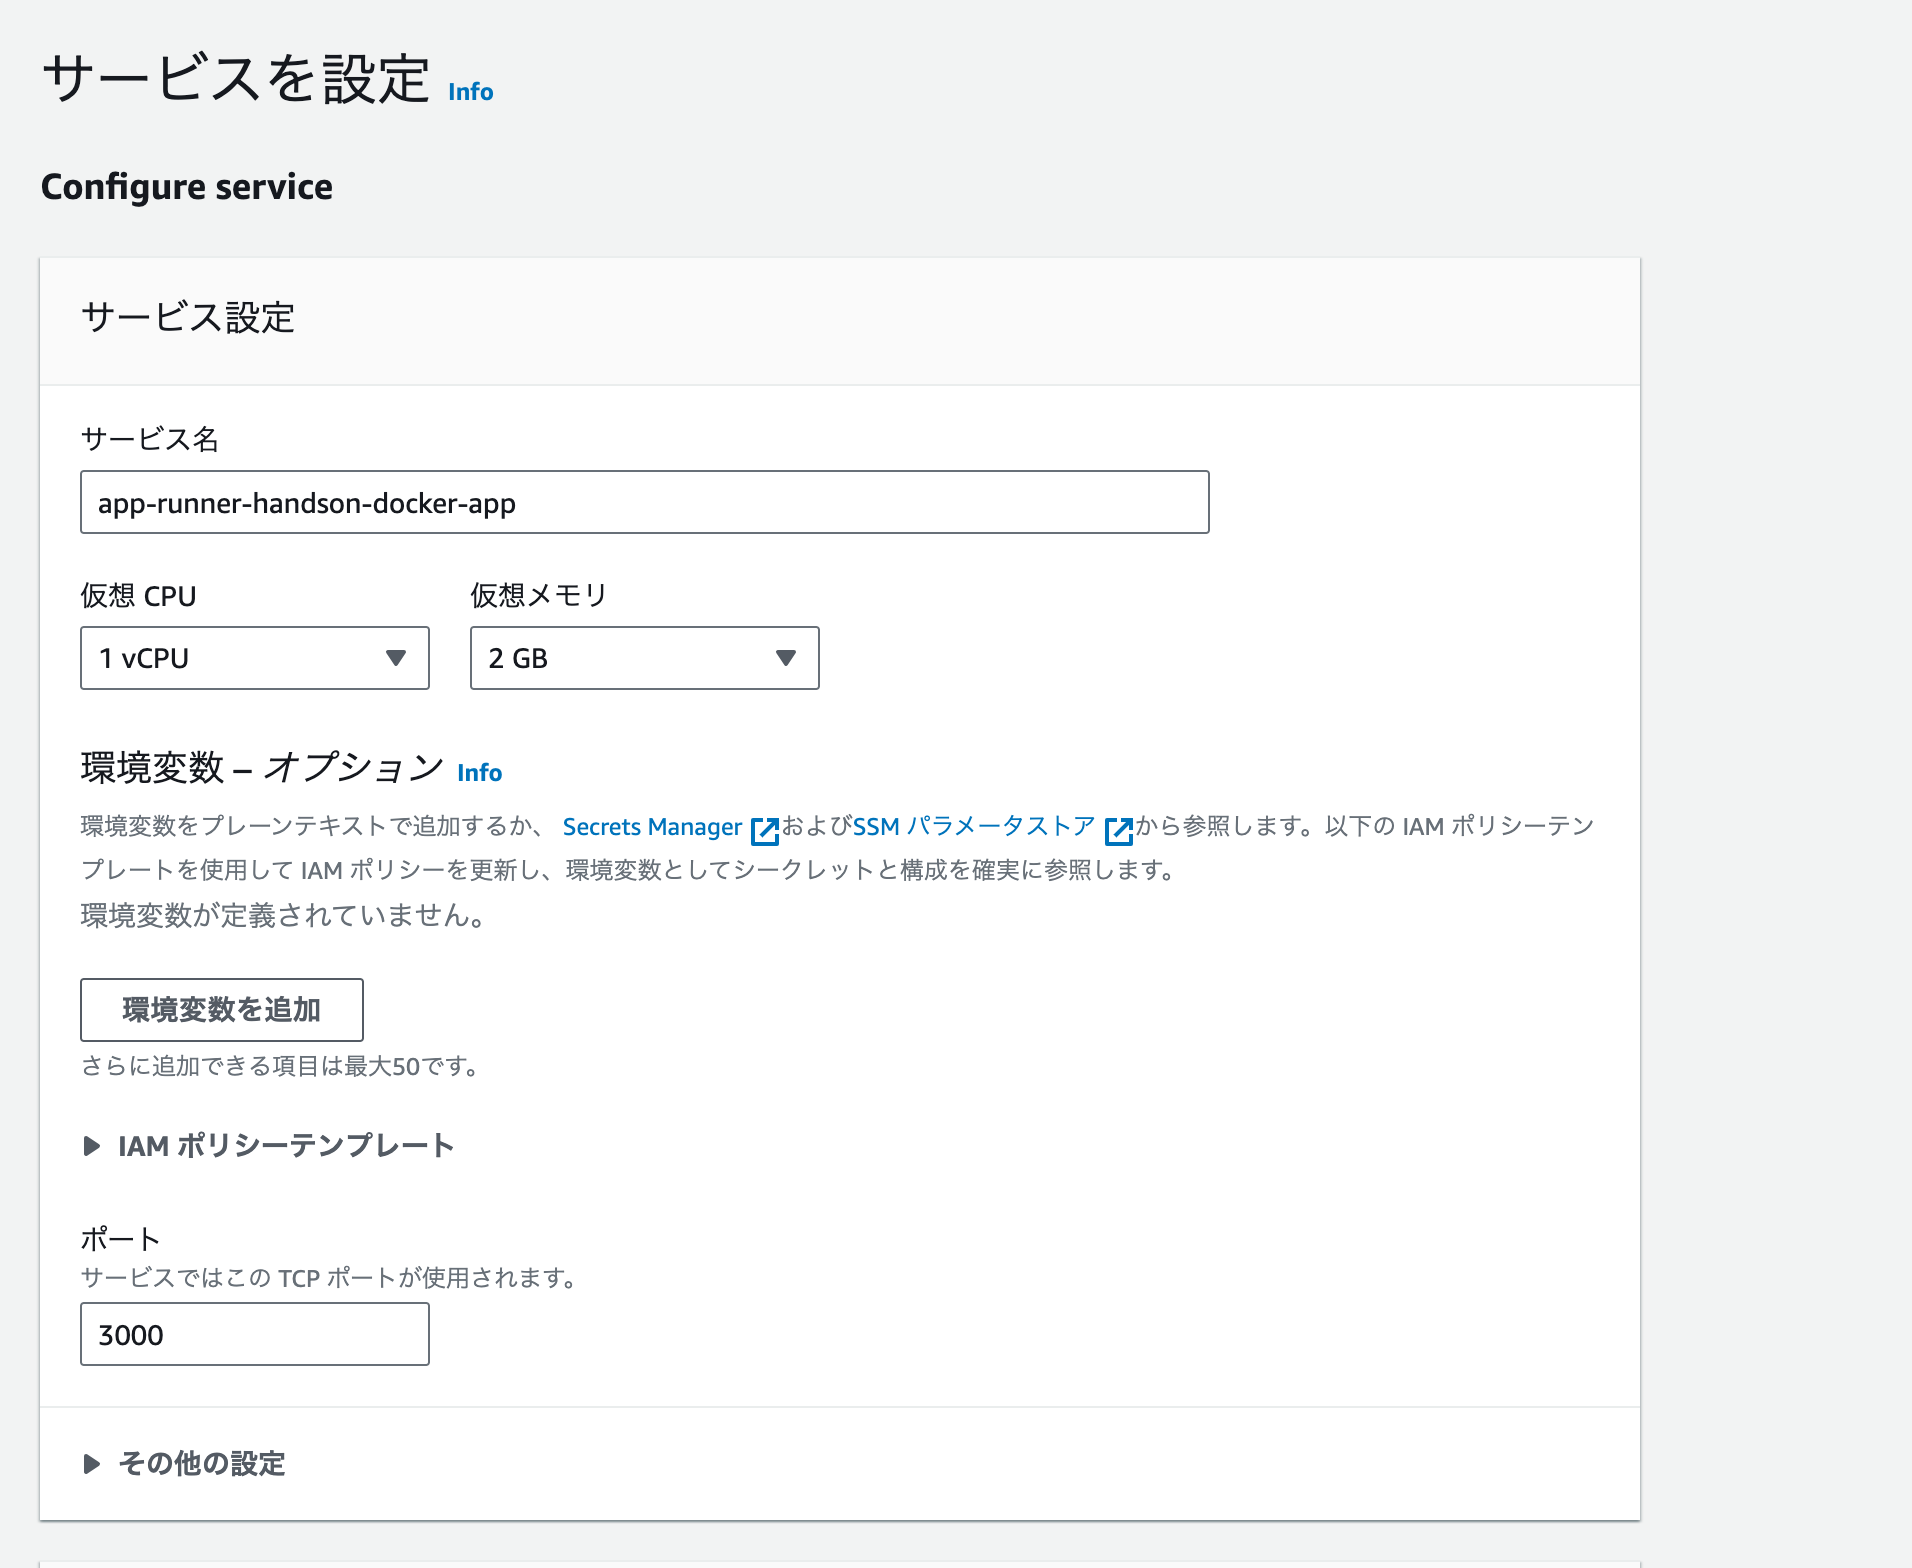 サービスを設定 Info
Configure service
サービス設定
サービス名
app-runner-handson-docker-app
仮想 CPU 仮想メモリ
1 vCPU 2 GB
環境変数 – オプション Info
環境変数をプレーンテキストで追加するか、 Secrets Manager およびSSM パラメータストア から参照します。以下の IAM ポリシーテン
プレートを使用して IAM ポリシーを更新し、環境変数としてシークレットと構成を確実に参照します。
環境変数が定義されていません。
環境変数を追加
さらに追加できる項目は最大50です。
IAM ポリシーテンプレート
ポート
サービスではこの TCP ポートが使用されます。
3000
その他の設定